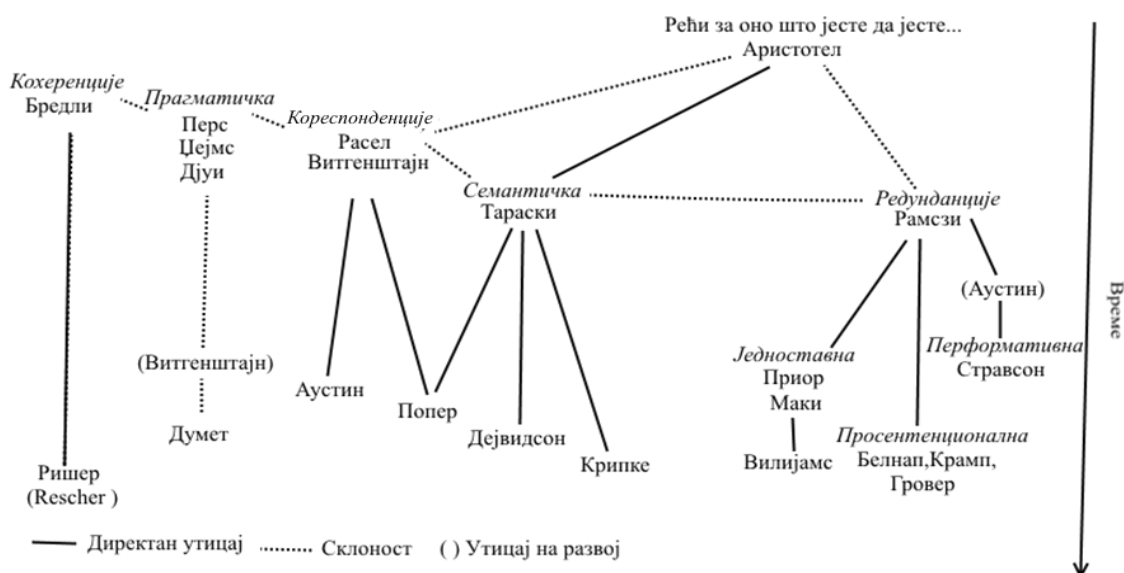 Рећи за оно што јесте да јесте...
Аристотел
Кохеренције
Бредли
Прагматичка
Перс
Џејмс
Дјуи
Кореспонденције
Расел
Витгенштајн
Семантичка
Тараски
Редунданције
Рамсзи
(Аустин)
Време
(Витгенштајн)
Думет
Аустин
Попер
Дејвидсон
Крипке
Једноставна
Приор
Маки
Вилијамс
Перформативна
Стравсон
Просентенционална
Белнап,Крамп,
Гровер
Ришер
(Rescher )
Директан утицај
Склоност
( ) Утицај на развој